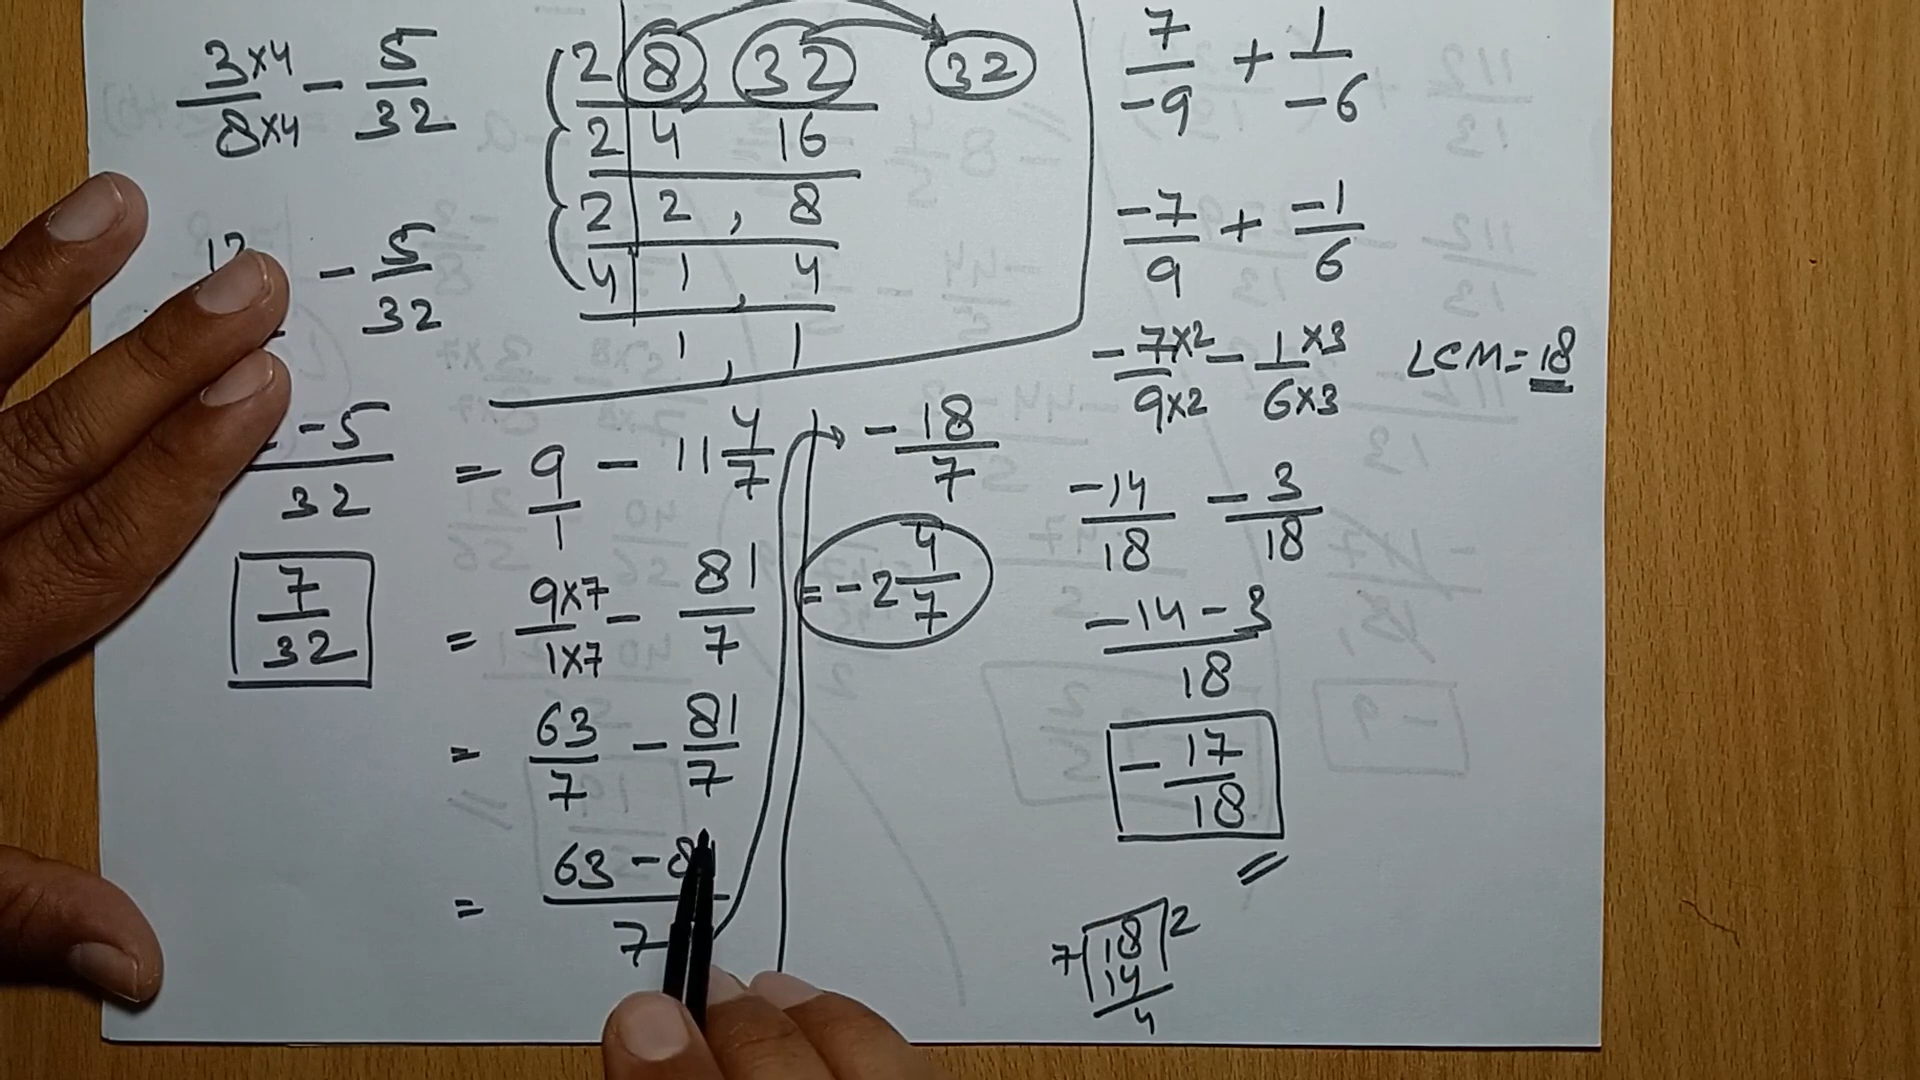 3×4/8×4 - 5/32
- 5/32
- 5/32
7/32
2 8, 32 32
2 4 16
2 2, 8
4 1, 4
1, 1
= 9/1 - 11 4/7
= 9×7/1×7 - 81/7
= 63/7 - 81/7
= 63 - 81/7
- 18/7
= -2 4/7
7/-9 + 1/-6
-7/9 + -1/6
- 7×2/9×2 - 1×3/6×3 LCM = 18
-14/18 - 3/18
-14 - 3/18
- 17/18
7 18 2
14
4